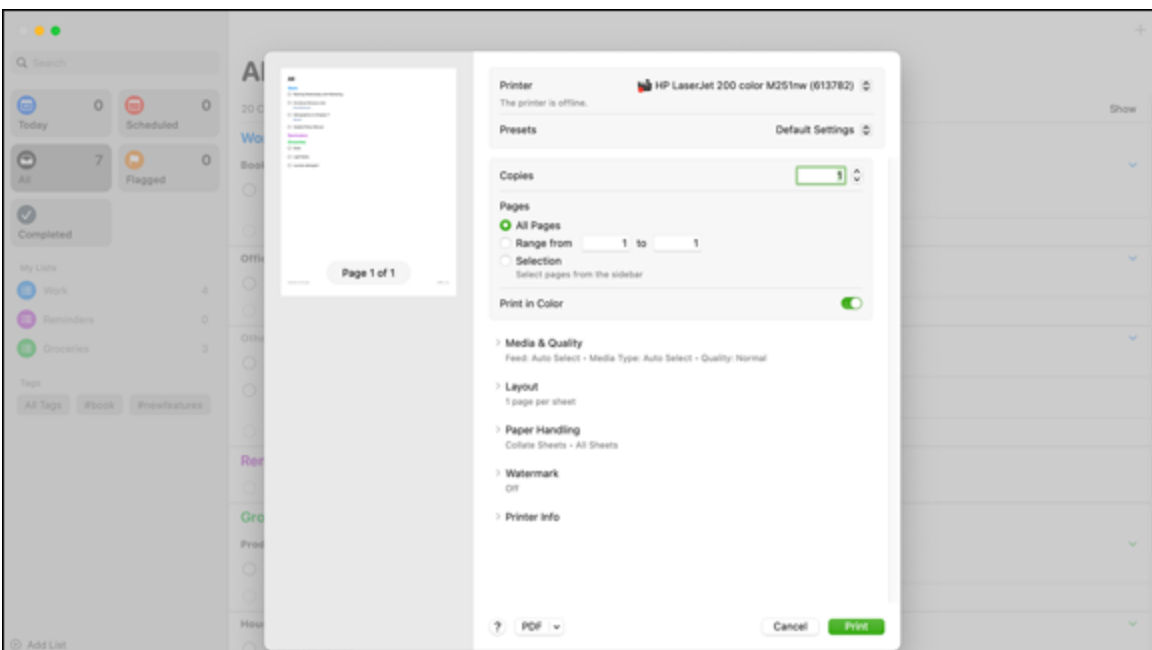 Search
0
Today
0
Scheduled
7
All
0
Flagged
Completed
My Lists
Work 4
Reminders 0
Groceries 3
Tags
All Tags #book #newfeatures
Add List
Show
Page 1 of 1
Printer HP LaserJet 200 color M251nw (613782)
The printer is offline.
Presets Default Settings
Copies 1
Pages
All Pages
Range from 1 to 1
Selection
Select pages from the sidebar
Print in Color
Media & Quality
Feed: Auto Select • Media Type: Auto Select • Quality: Normal
Layout
1 page per sheet
Paper Handling
Collate Sheets • All Sheets
Watermark
Off
Printer Info
? PDF Cancel Print